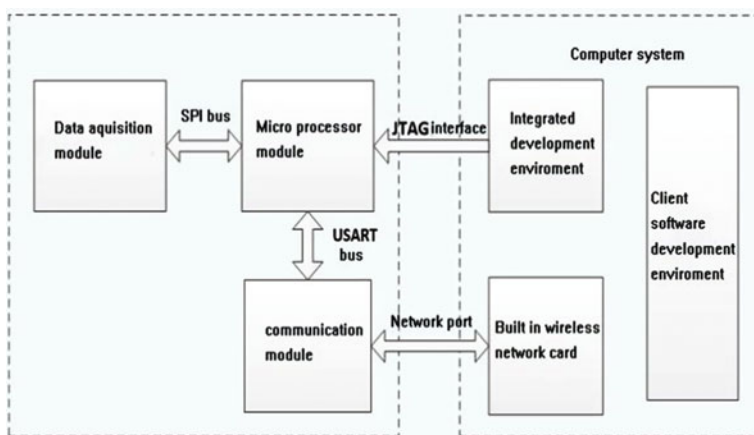 Computer system
Data aquisition
module
SPI bus
Micro processor
module
JTAG interface
Integrated
development
enviroment
Client
software
development
enviroment
USART
bus
communication
module
Network port
Built in wireless
network card